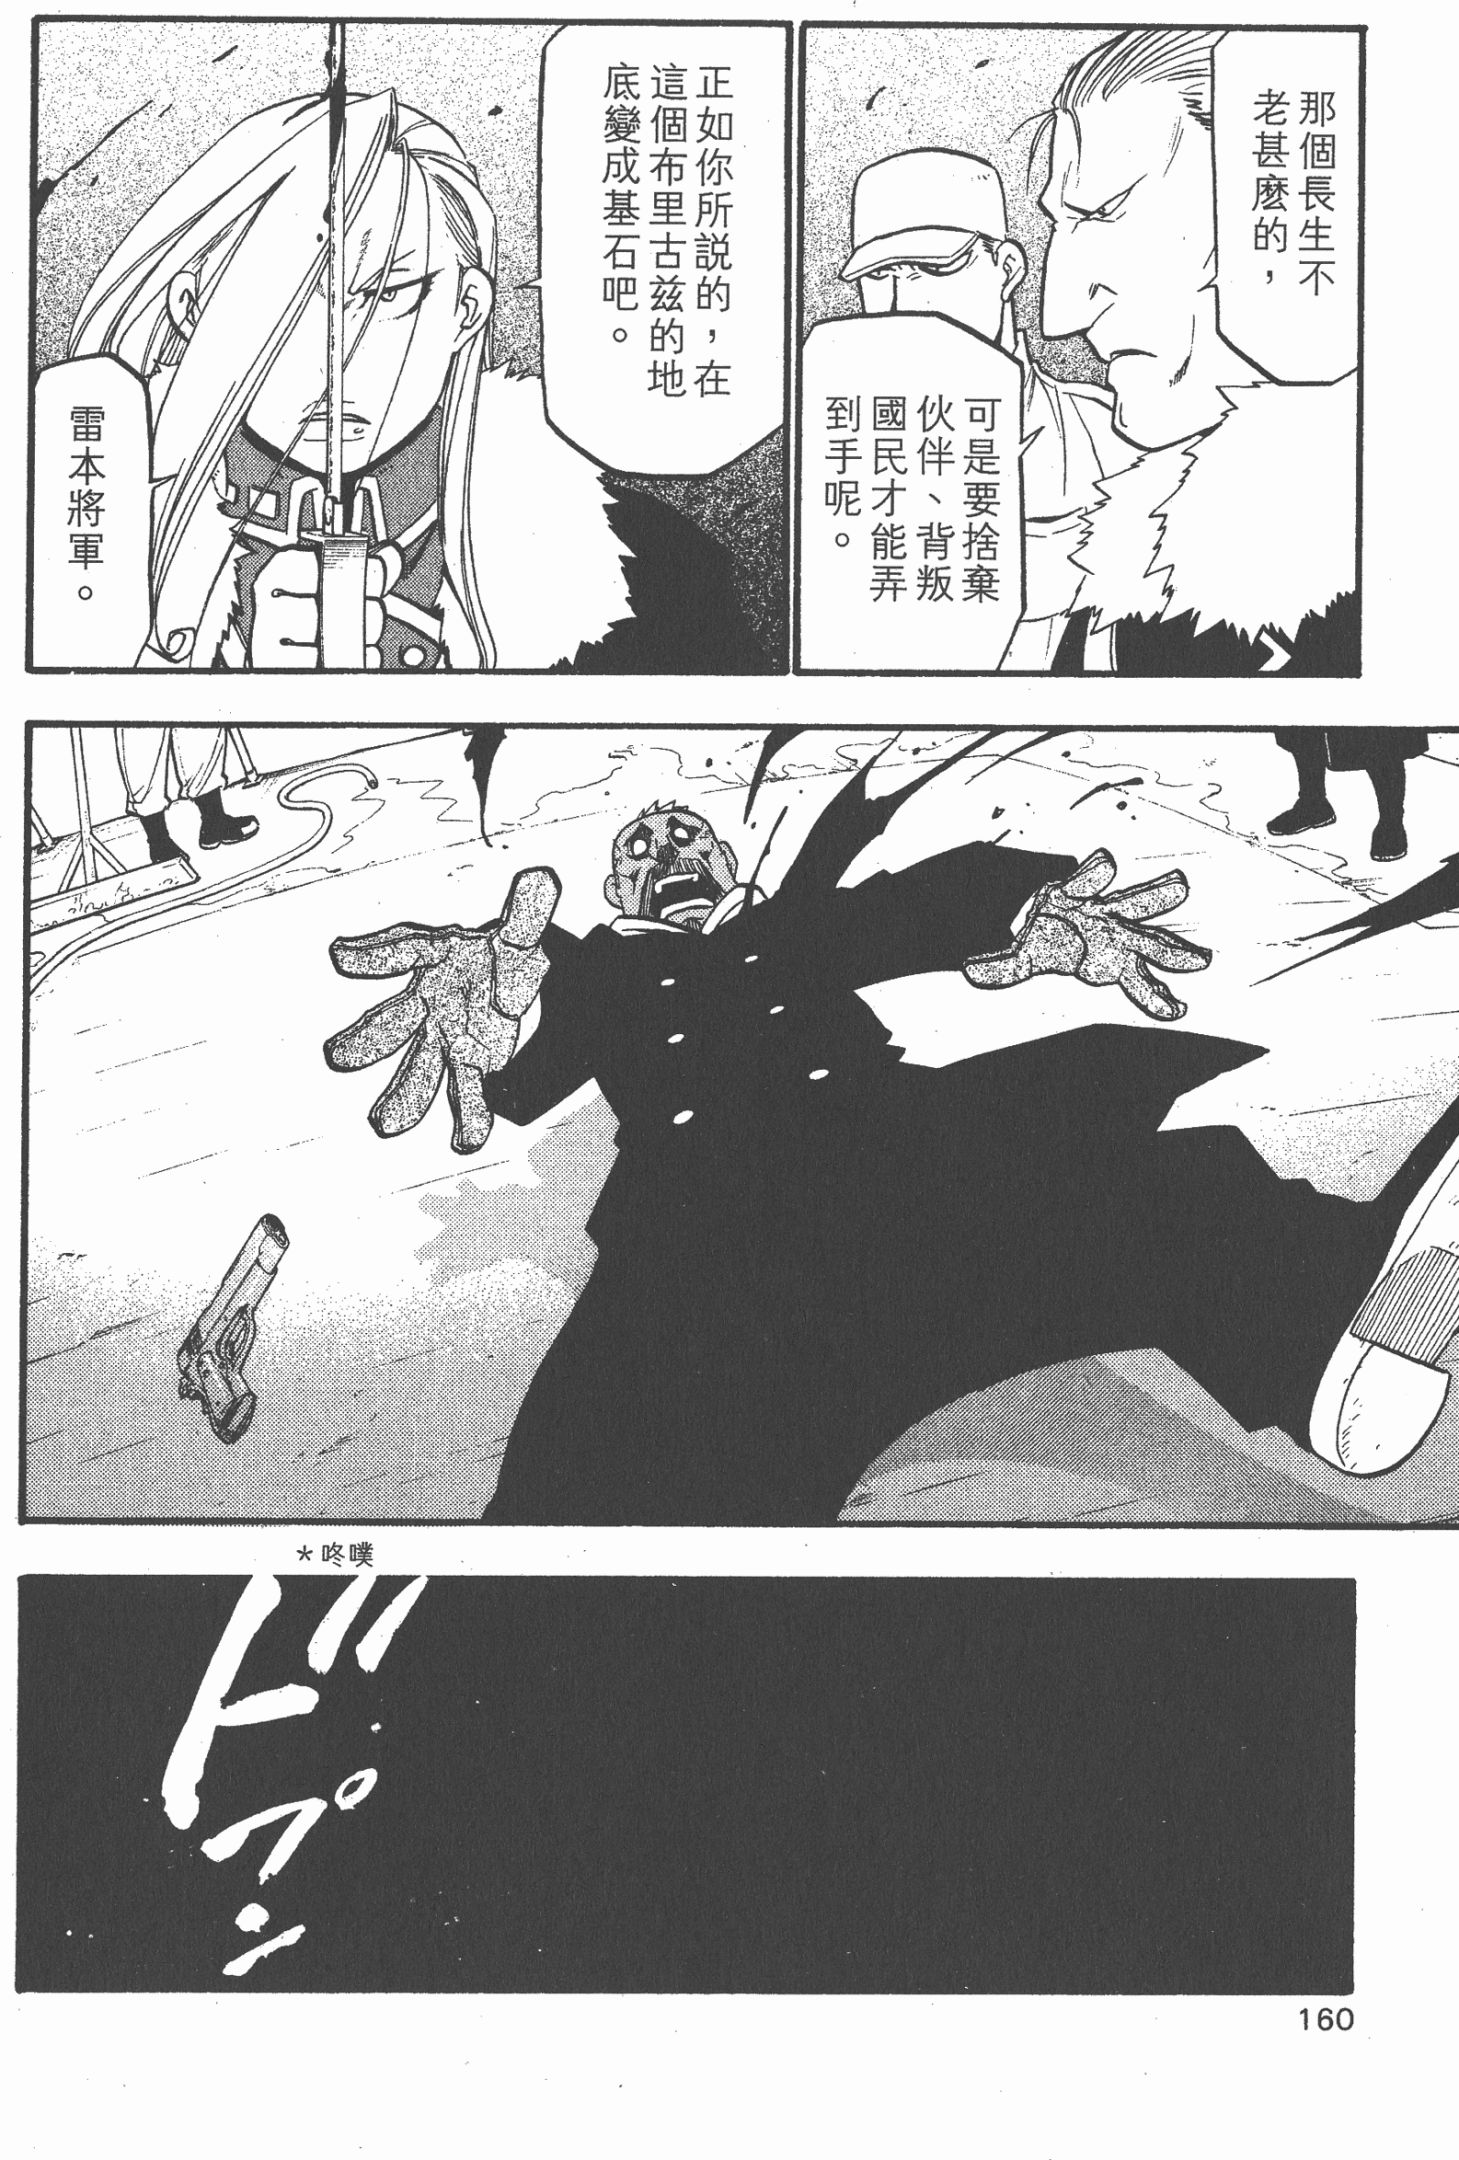 那個長生不
老甚麼的，
可是要捨棄
伙伴、背叛
國民才能弄
到手呢。
正如你所説的，在
這個布里古茲的地
底變成基石吧。
雷本將軍。
＊咚噗
ドプン
160